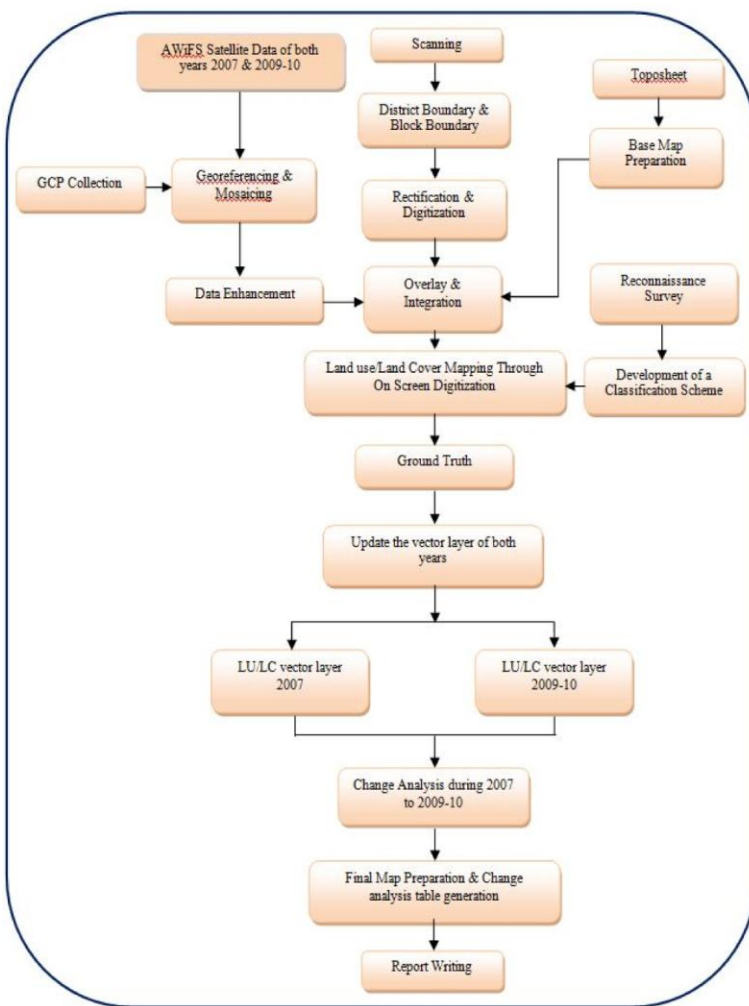 AWiFS Satellite Data of both
years 2007 & 2009-10
Scanning
Toposheet
District Boundary &
Block Boundary
Base Map
Preparation
GCP Collection
Georeferencing &
Mosaicing
Rectification &
Digitization
Data Enhancement
Overlay &
Integration
Reconnaissance
Survey
Land use/Land Cover Mapping Through
On Screen Digitization
Development of a
Classification Scheme
Ground Truth
Update the vector layer of both
years
LU/LC vector layer
2007
LU/LC vector layer
2009-10
Change Analysis during 2007
to 2009-10
Final Map Preparation & Change
analysis table generation
Report Writing